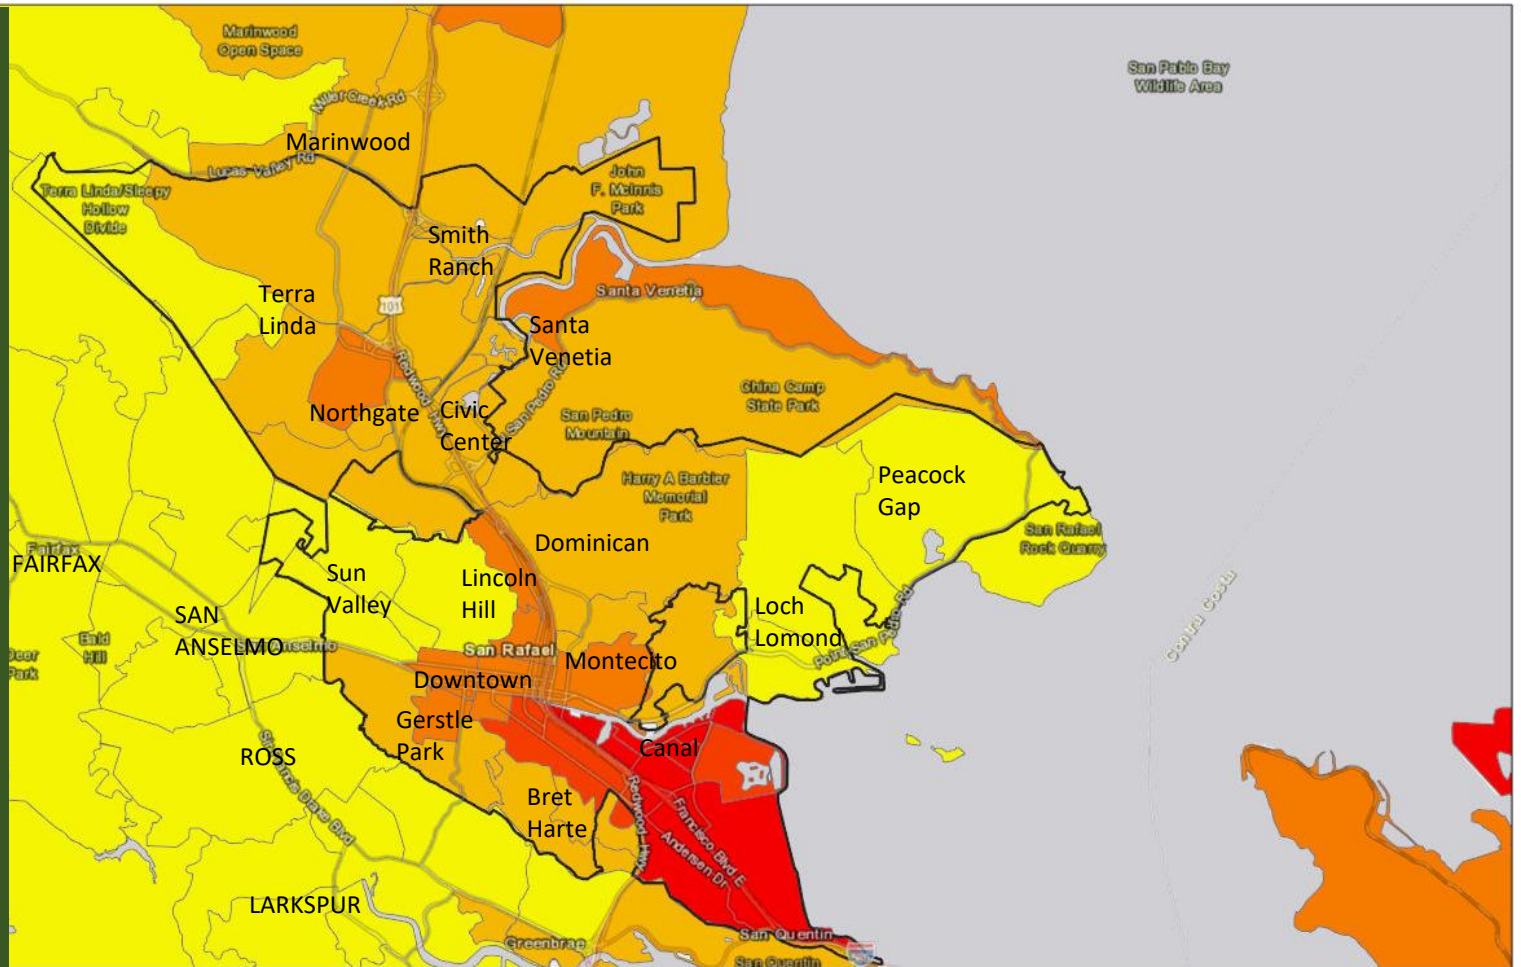 Marinwood
Open Space
San Pablo Bay
Wildlife Area
Miller Creek Rd
Marinwood
Lucas Valley Rd
John
F. McInnis
Park
Terra Linda/Sleepy
Hollow
Divide
Smith
Ranch
Santa Venetia
Terra
Linda
101
Santa
Venetia
Redwood Hwy
San Pedro Rd
China Camp
State Park
Northgate
Civic
Center
San Pedro
Mountain
Harry A Barbier
Memorial
Park
Peacock
Gap
San Rafael
Rock Quarry
Dominican
Fairfax
FAIRFAX
Sun
Valley
Lincoln
Hill
Contra Costa
SAN
ANSELMO
San Anselmo
Loch
Lomond
Point San Pedro Rd
Bald
Hill
Deer
Park
San Rafael
Montecito
Downtown
Gerstle
Park
Canal
ROSS
Sir Francis Drake Blvd
Bret
Harte
Redwood Hwy
Francisco Blvd E
Andersen Dr
LARKSPUR
Greenbrae
San Quentin
San Quentin